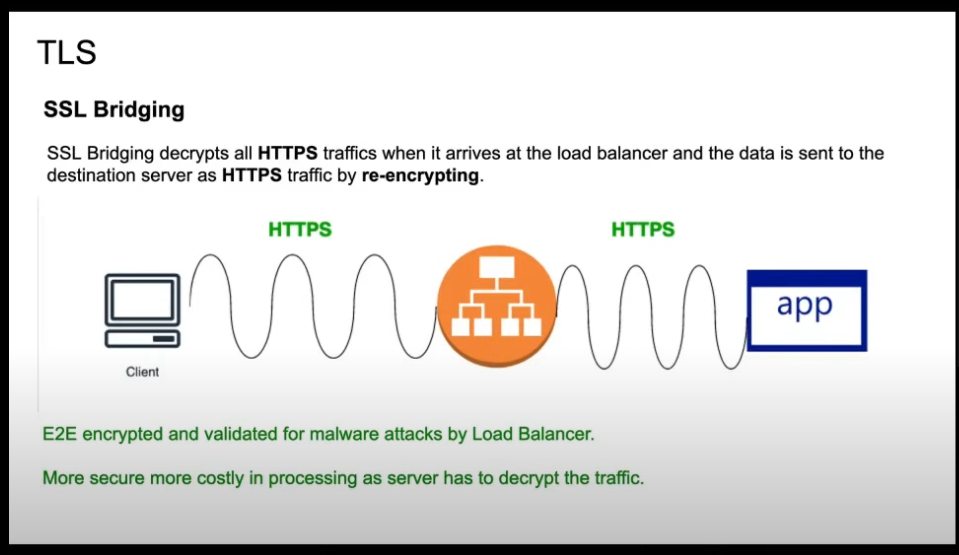 TLS
SSL Bridging
SSL Bridging decrypts all HTTPS traffics when it arrives at the load balancer and the data is sent to the
destination server as HTTPS traffic by re-encrypting.
HTTPS
HTTPS
app
Client
E2E encrypted and validated for malware attacks by Load Balancer.
More secure more costly in processing as server has to decrypt the traffic.